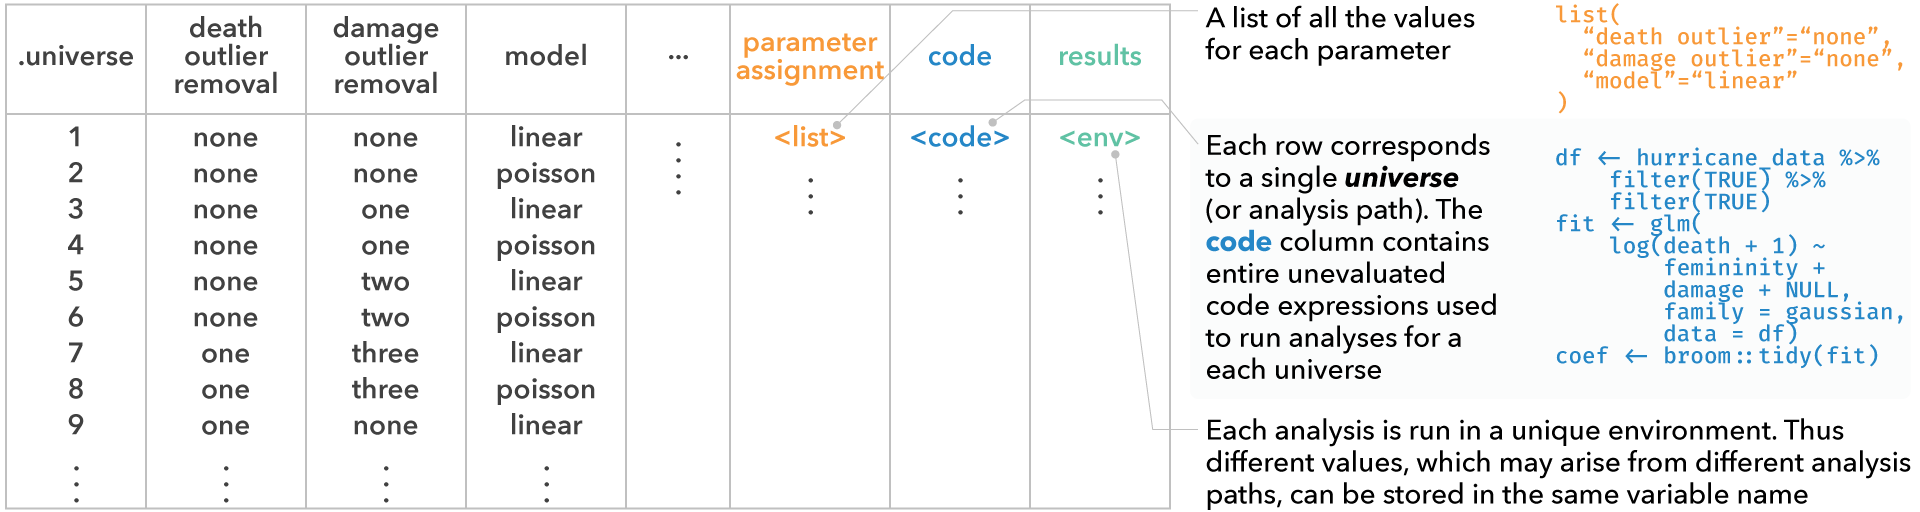 .universe death outlier removal damage outlier removal model ... parameter assignment code results
1 none none linear <list> <code> <env>
2 none none poisson
3 none one linear
4 none one poisson
5 none two linear
6 none two poisson
7 one three linear
8 one three poisson
9 one none linear
A list of all the values
for each parameter
list(
“death outlier”=“none”,
“damage outlier”=“none”,
“model”=“linear”
)
Each row corresponds
to a single universe
(or analysis path). The
code column contains
entire unevaluated
code expressions used
to run analyses for a
each universe
df <- hurricane_data %>%
filter(TRUE) %>%
filter(TRUE)
fit <- glm(
log(death + 1) ~
femininity +
damage + NULL,
family = gaussian,
data = df)
coef <- broom::tidy(fit)
Each analysis is run in a unique environment. Thus
different values, which may arise from different analysis
paths, can be stored in the same variable name